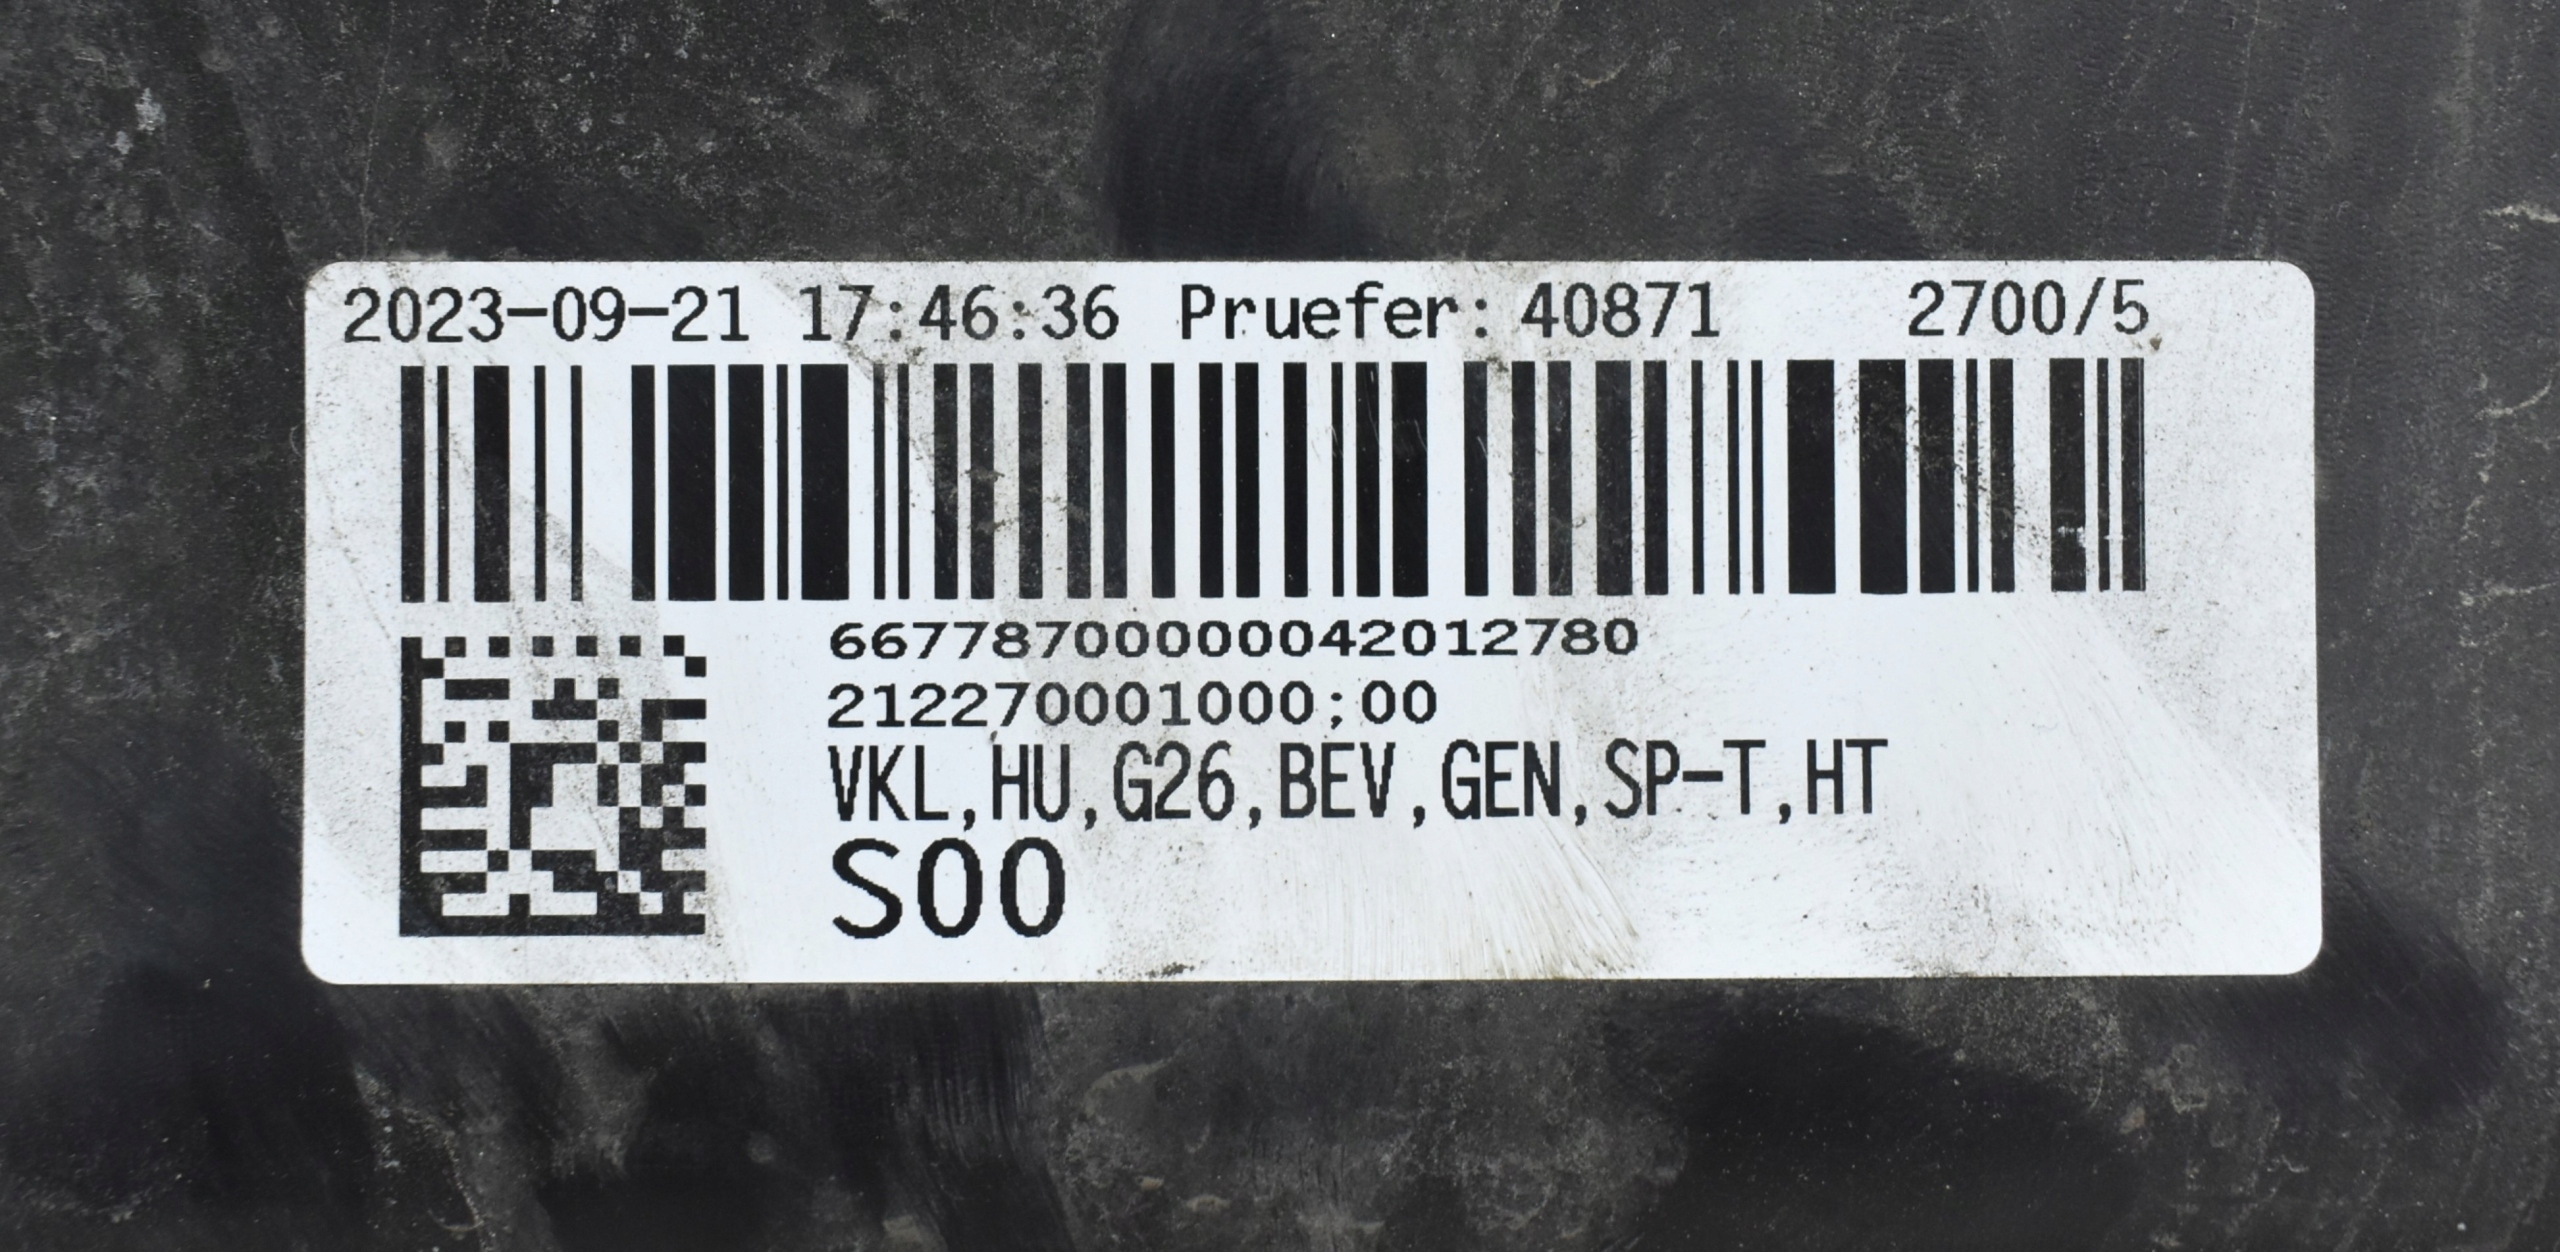 2023-09-21 17:46:36 Pruefer: 40871 2700/5
667787000000042012780
212270001000;00
VKL,HU,G26,BEV,GEN,SP-T,HT
S00